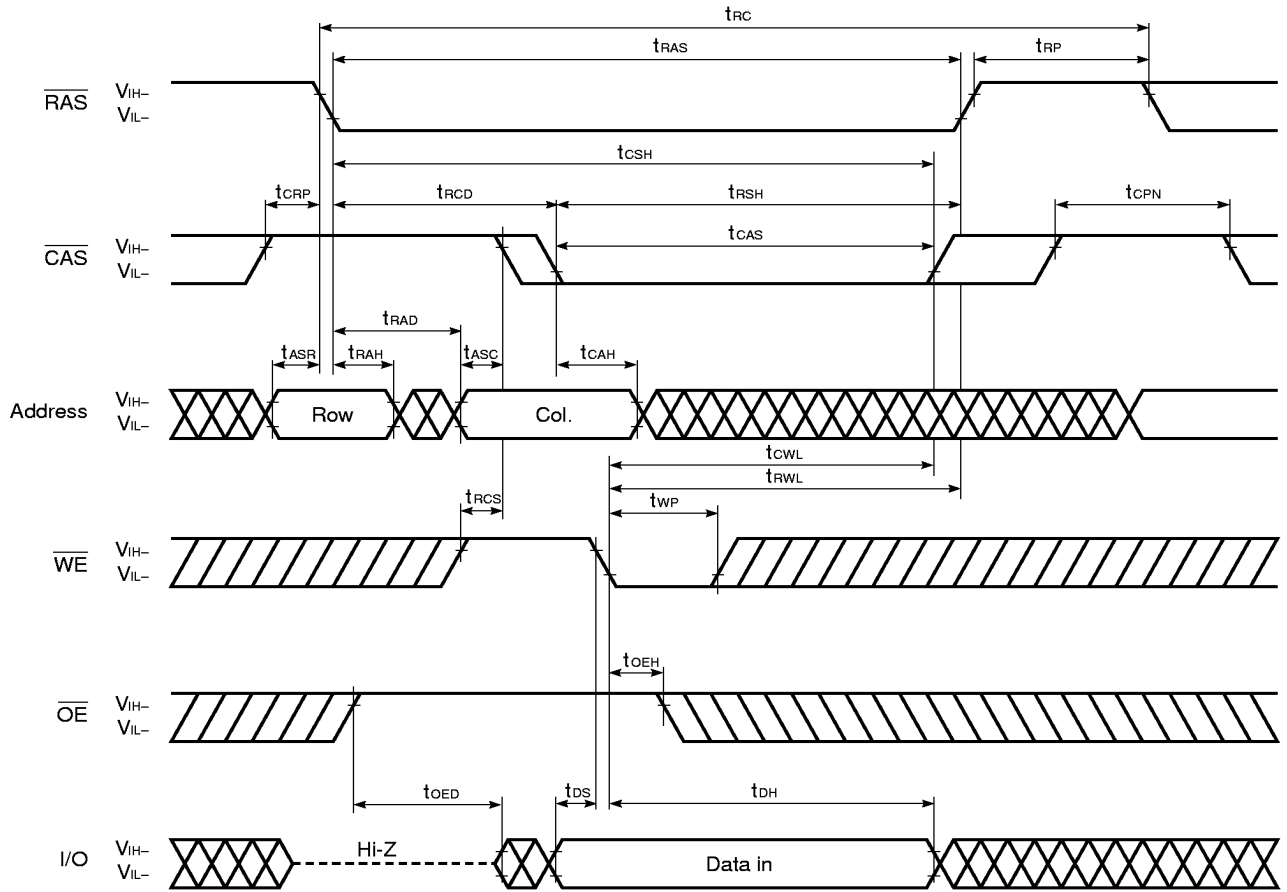 tRC
tRAS
tRP
RAS
VIH–
VIL–
tCSH
tCRP
tRCD
tRSH
tCPN
CAS
VIH–
VIL–
tCAS
tRAD
tASR
tRAH
tASC
tCAH
Address
VIH–
VIL–
Row
Col.
tCWL
tRWL
tRCS
tWP
WE
VIH–
VIL–
tOEH
OE
VIH–
VIL–
tOED
tDS
tDH
I/O
VIH–
VIL–
Hi-Z
Data in